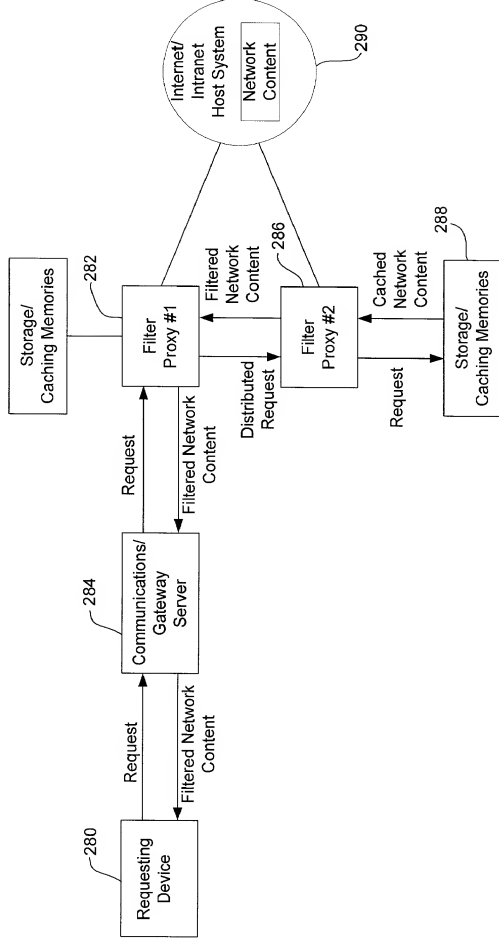 280
Requesting
Device
Request
Filtered Network
Content
284
Communications/
Gateway
Server
Request
Filtered Network
Content
Storage/
Caching Memories
282
Filter
Proxy #1
Distributed
Request
Filtered
Network
Content
286
Filter
Proxy #2
Request
Cached Network
Content
288
Storage/
Caching Memories
Internet/
Intranet
Host System
Network
Content
290